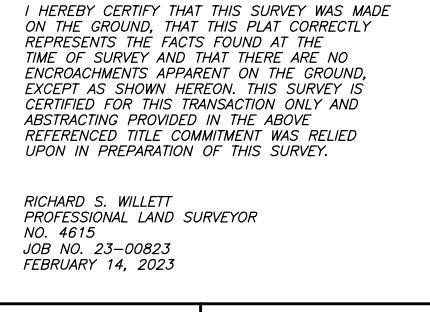 I HEREBY CERTIFY THAT THIS SURVEY WAS MADE
ON THE GROUND, THAT THIS PLAT CORRECTLY
REPRESENTS THE FACTS FOUND AT THE
TIME OF SURVEY AND THAT THERE ARE NO
ENCROACHMENTS APPARENT ON THE GROUND,
EXCEPT AS SHOWN HEREON. THIS SURVEY IS
CERTIFIED FOR THIS TRANSACTION ONLY AND
ABSTRACTING PROVIDED IN THE ABOVE
REFERENCED TITLE COMMITMENT WAS RELIED
UPON IN PREPARATION OF THIS SURVEY.
RICHARD S. WILLETT
PROFESSIONAL LAND SURVEYOR
NO. 4615
JOB NO. 23-00823
FEBRUARY 14, 2023